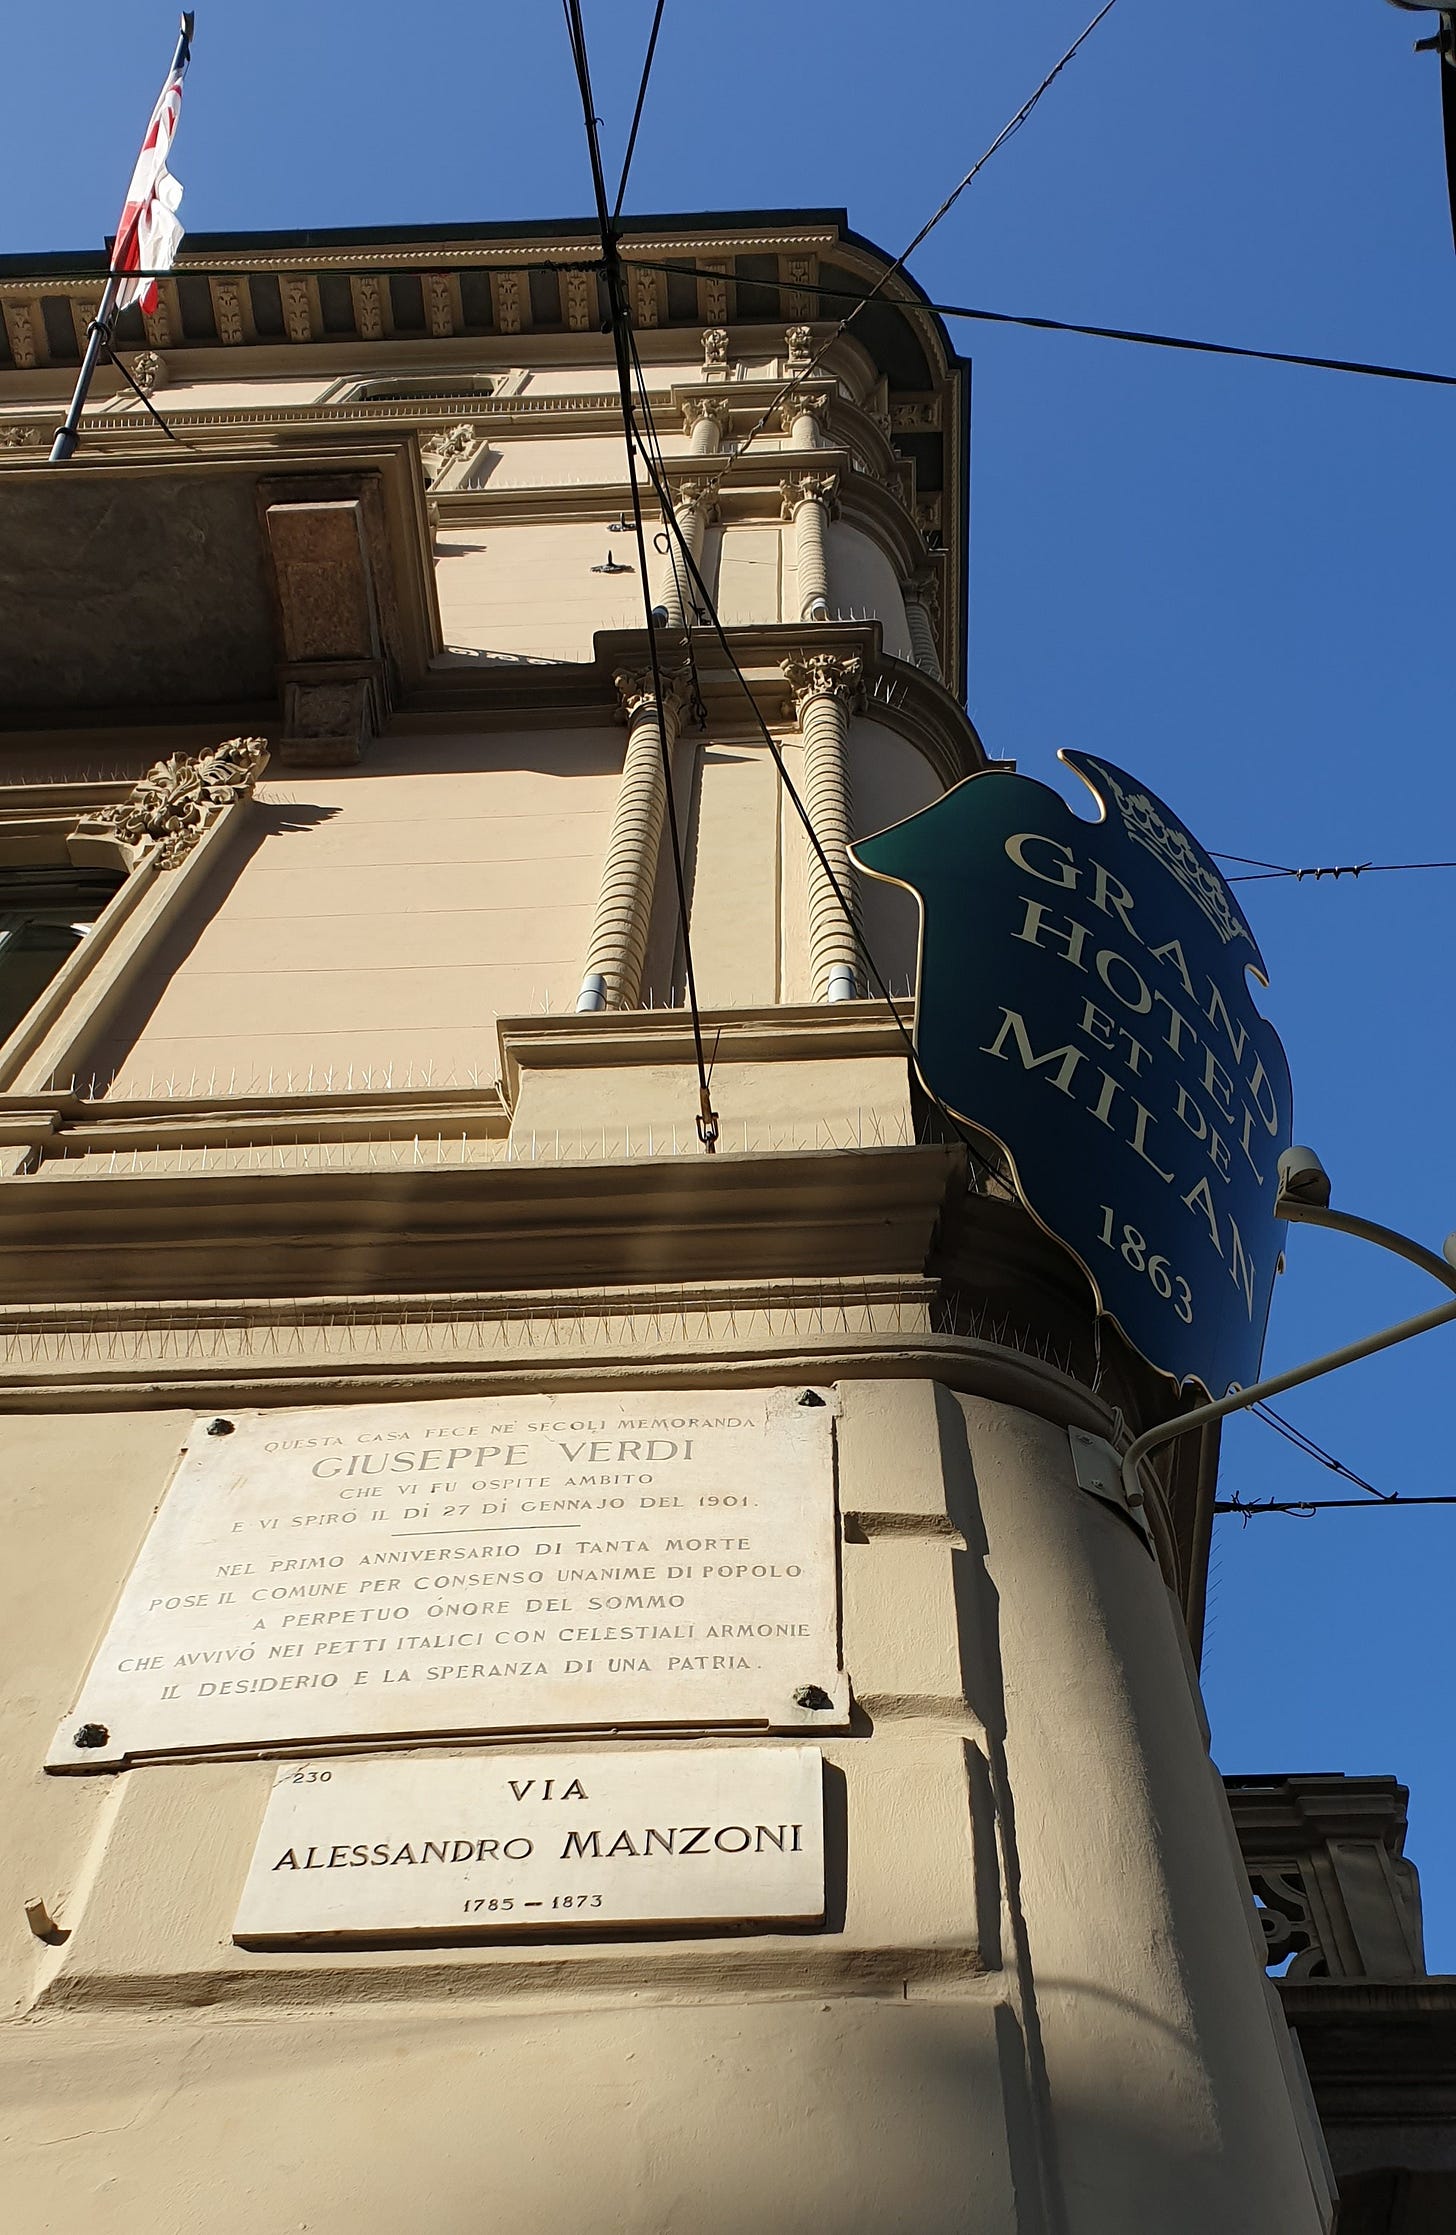 GRAND
HOTEL
ET DE
MILAN
1863
QUESTA CASA FECE NE' SECOLI MEMORANDA
GIUSEPPE VERDI
CHE VI FU OSPITE AMBITO
E VI SPIRÒ IL DÌ 27 DI GENNAJO DEL 1901.
NEL PRIMO ANNIVERSARIO DI TANTA MORTE
POSE IL COMUNE PER CONSENSO UNANIME DI POPOLO
A PERPETUO ONORE DEL SOMMO
CHE AVVIVÒ NEI PETTI ITALICI CON CELESTIALI ARMONIE
IL DESIDERIO E LA SPERANZA DI UNA PATRIA.
230
VIA
ALESSANDRO MANZONI
1785 - 1873